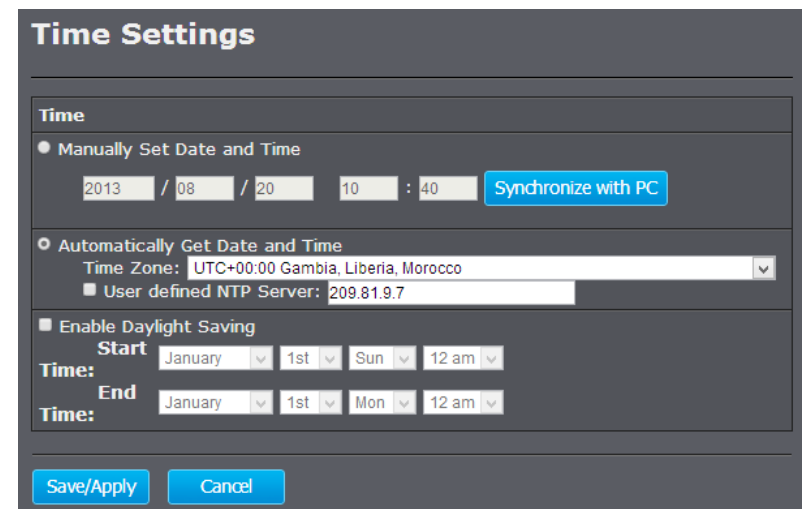 Time Settings
Time
Manually Set Date and Time
2013 / 08 / 20 10 : 40 Synchronize with PC
Automatically Get Date and Time
Time Zone: UTC+00:00 Gambia, Liberia, Morocco
User defined NTP Server: 209.81.9.7
Enable Daylight Saving
Start
Time: January 1st Sun 12 am
End
Time: January 1st Mon 12 am
Save/Apply Cancel